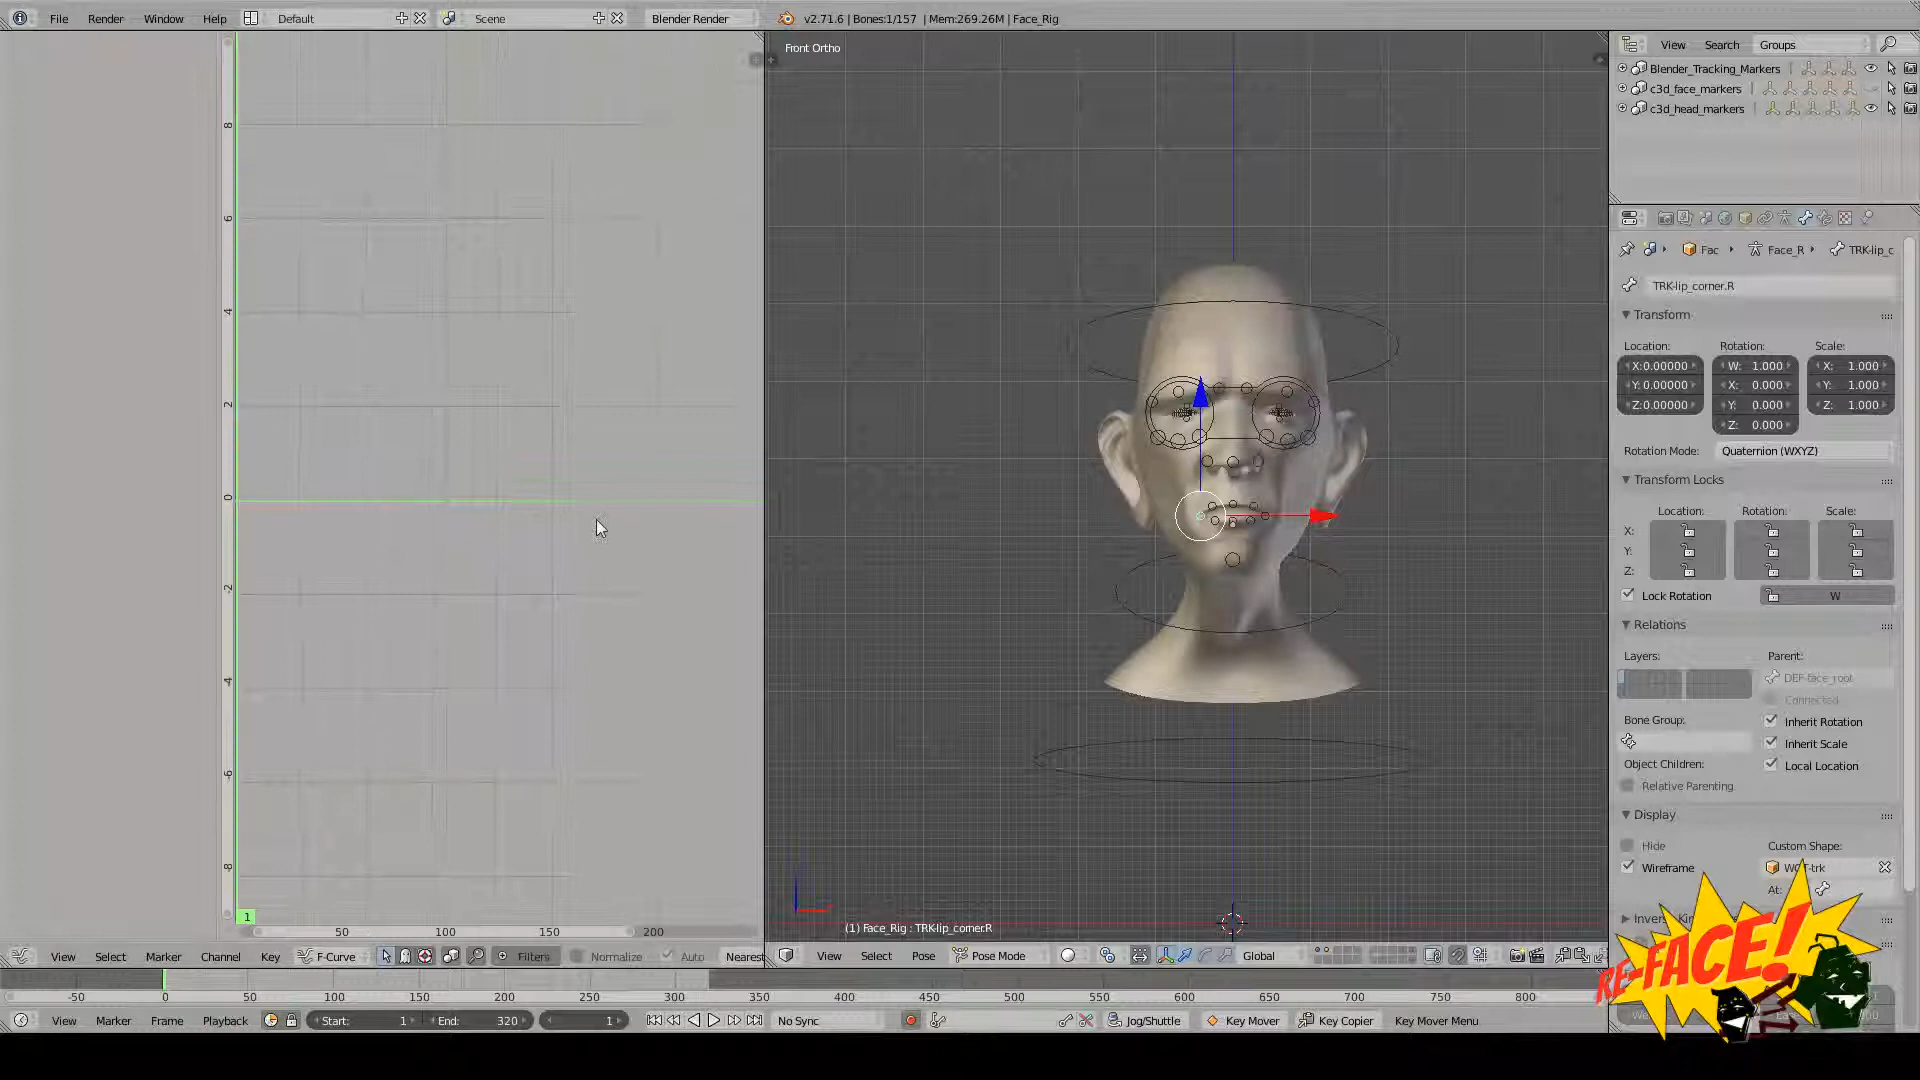 File Render Window Help Default Scene Blender Render v2.71.6 | Bones:1/157 | Mem:269.26M | Face_Rig
Front Ortho
View Search Groups
Blender_Tracking_Markers
c3d_face_markers
c3d_head_markers
Fac Face_R TRK-lip_c
TRK-lip_corner.R
Transform
Location: Rotation: Scale:
X:0.00000 W: 1.000 X: 1.000
Y:0.00000 X: 0.000 Y: 1.000
Z:0.00000 Y: 0.000 Z: 1.000
Z: 0.000
Rotation Mode: Quaternion (WXYZ)
Transform Locks
Location: Rotation: Scale:
X:
Y:
Z:
Lock Rotation W
Relations
Layers: Parent:
DEF-face_root
Connected
Bone Group: Inherit Rotation
Inherit Scale
Object Children: Local Location
Relative Parenting
Display
Hide Custom Shape:
Wireframe
At:
RE-FACE!
8
6
4
2
0
-2
-4
-6
-8
1
50 100 150 200
(1) Face_Rig : TRK-lip_corner.R
View Select Marker Channel Key F-Curve Filters Normalize Auto Nearest
View Select Pose Pose Mode Global
-50 0 50 100 150 200 250 300 350 400 450 500 550 600 650 700 750 800
View Marker Frame Playback Start: 1 End: 320 1 No Sync Jog/Shuttle Key Mover Key Copier Key Mover Menu